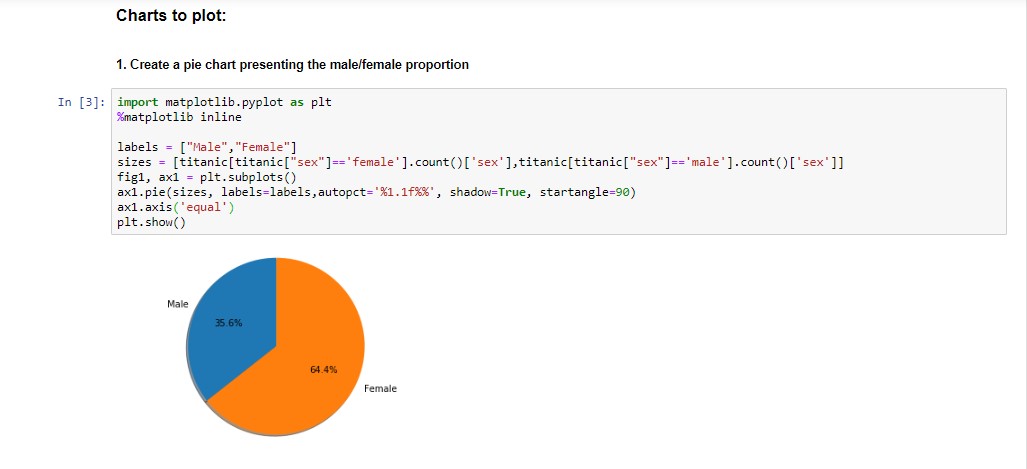 Charts to plot:
1. Create a pie chart presenting the male/female proportion
In [3]: import matplotlib.pyplot as plt
%matplotlib inline
labels = ["Male","Female"]
sizes = [titanic[titanic["sex"]=='female'].count()['sex'],titanic[titanic["sex"]=='male'].count()['sex']]
fig1, ax1 = plt.subplots()
ax1.pie(sizes, labels=labels,autopct='%1.1f%%', shadow=True, startangle=90)
ax1.axis('equal')
plt.show()
Male
35.6%
64.4%
Female